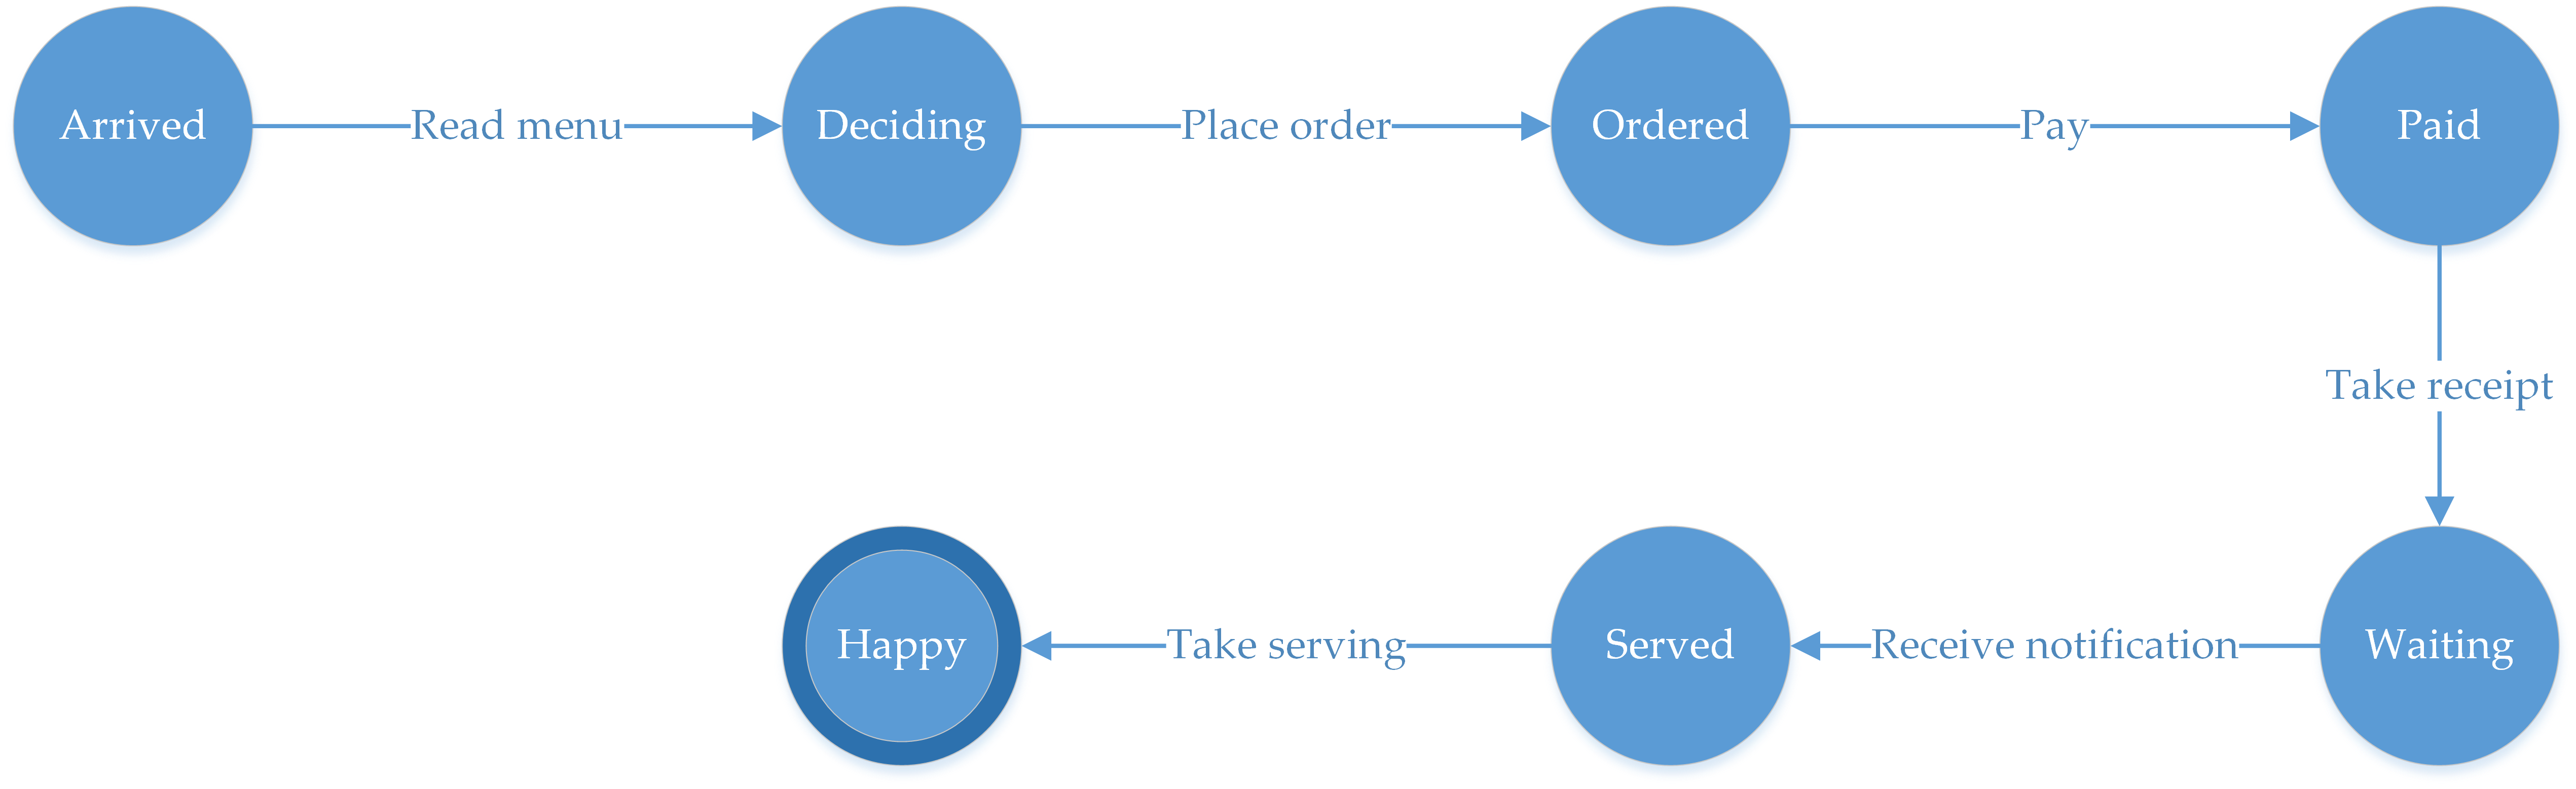 Arrived
Read menu
Deciding
Place order
Ordered
Pay
Paid
Take receipt
Waiting
Receive notification
Served
Take serving
Happy